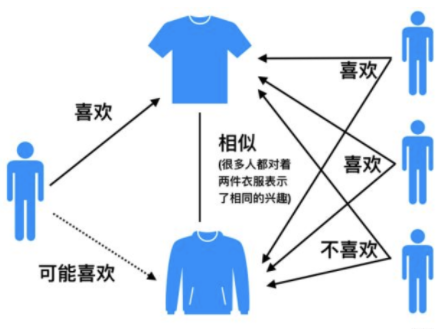 喜欢
喜欢
相似
(很多人都对着
两件衣服表示
了相同的兴趣)
喜欢
不喜欢
可能喜欢